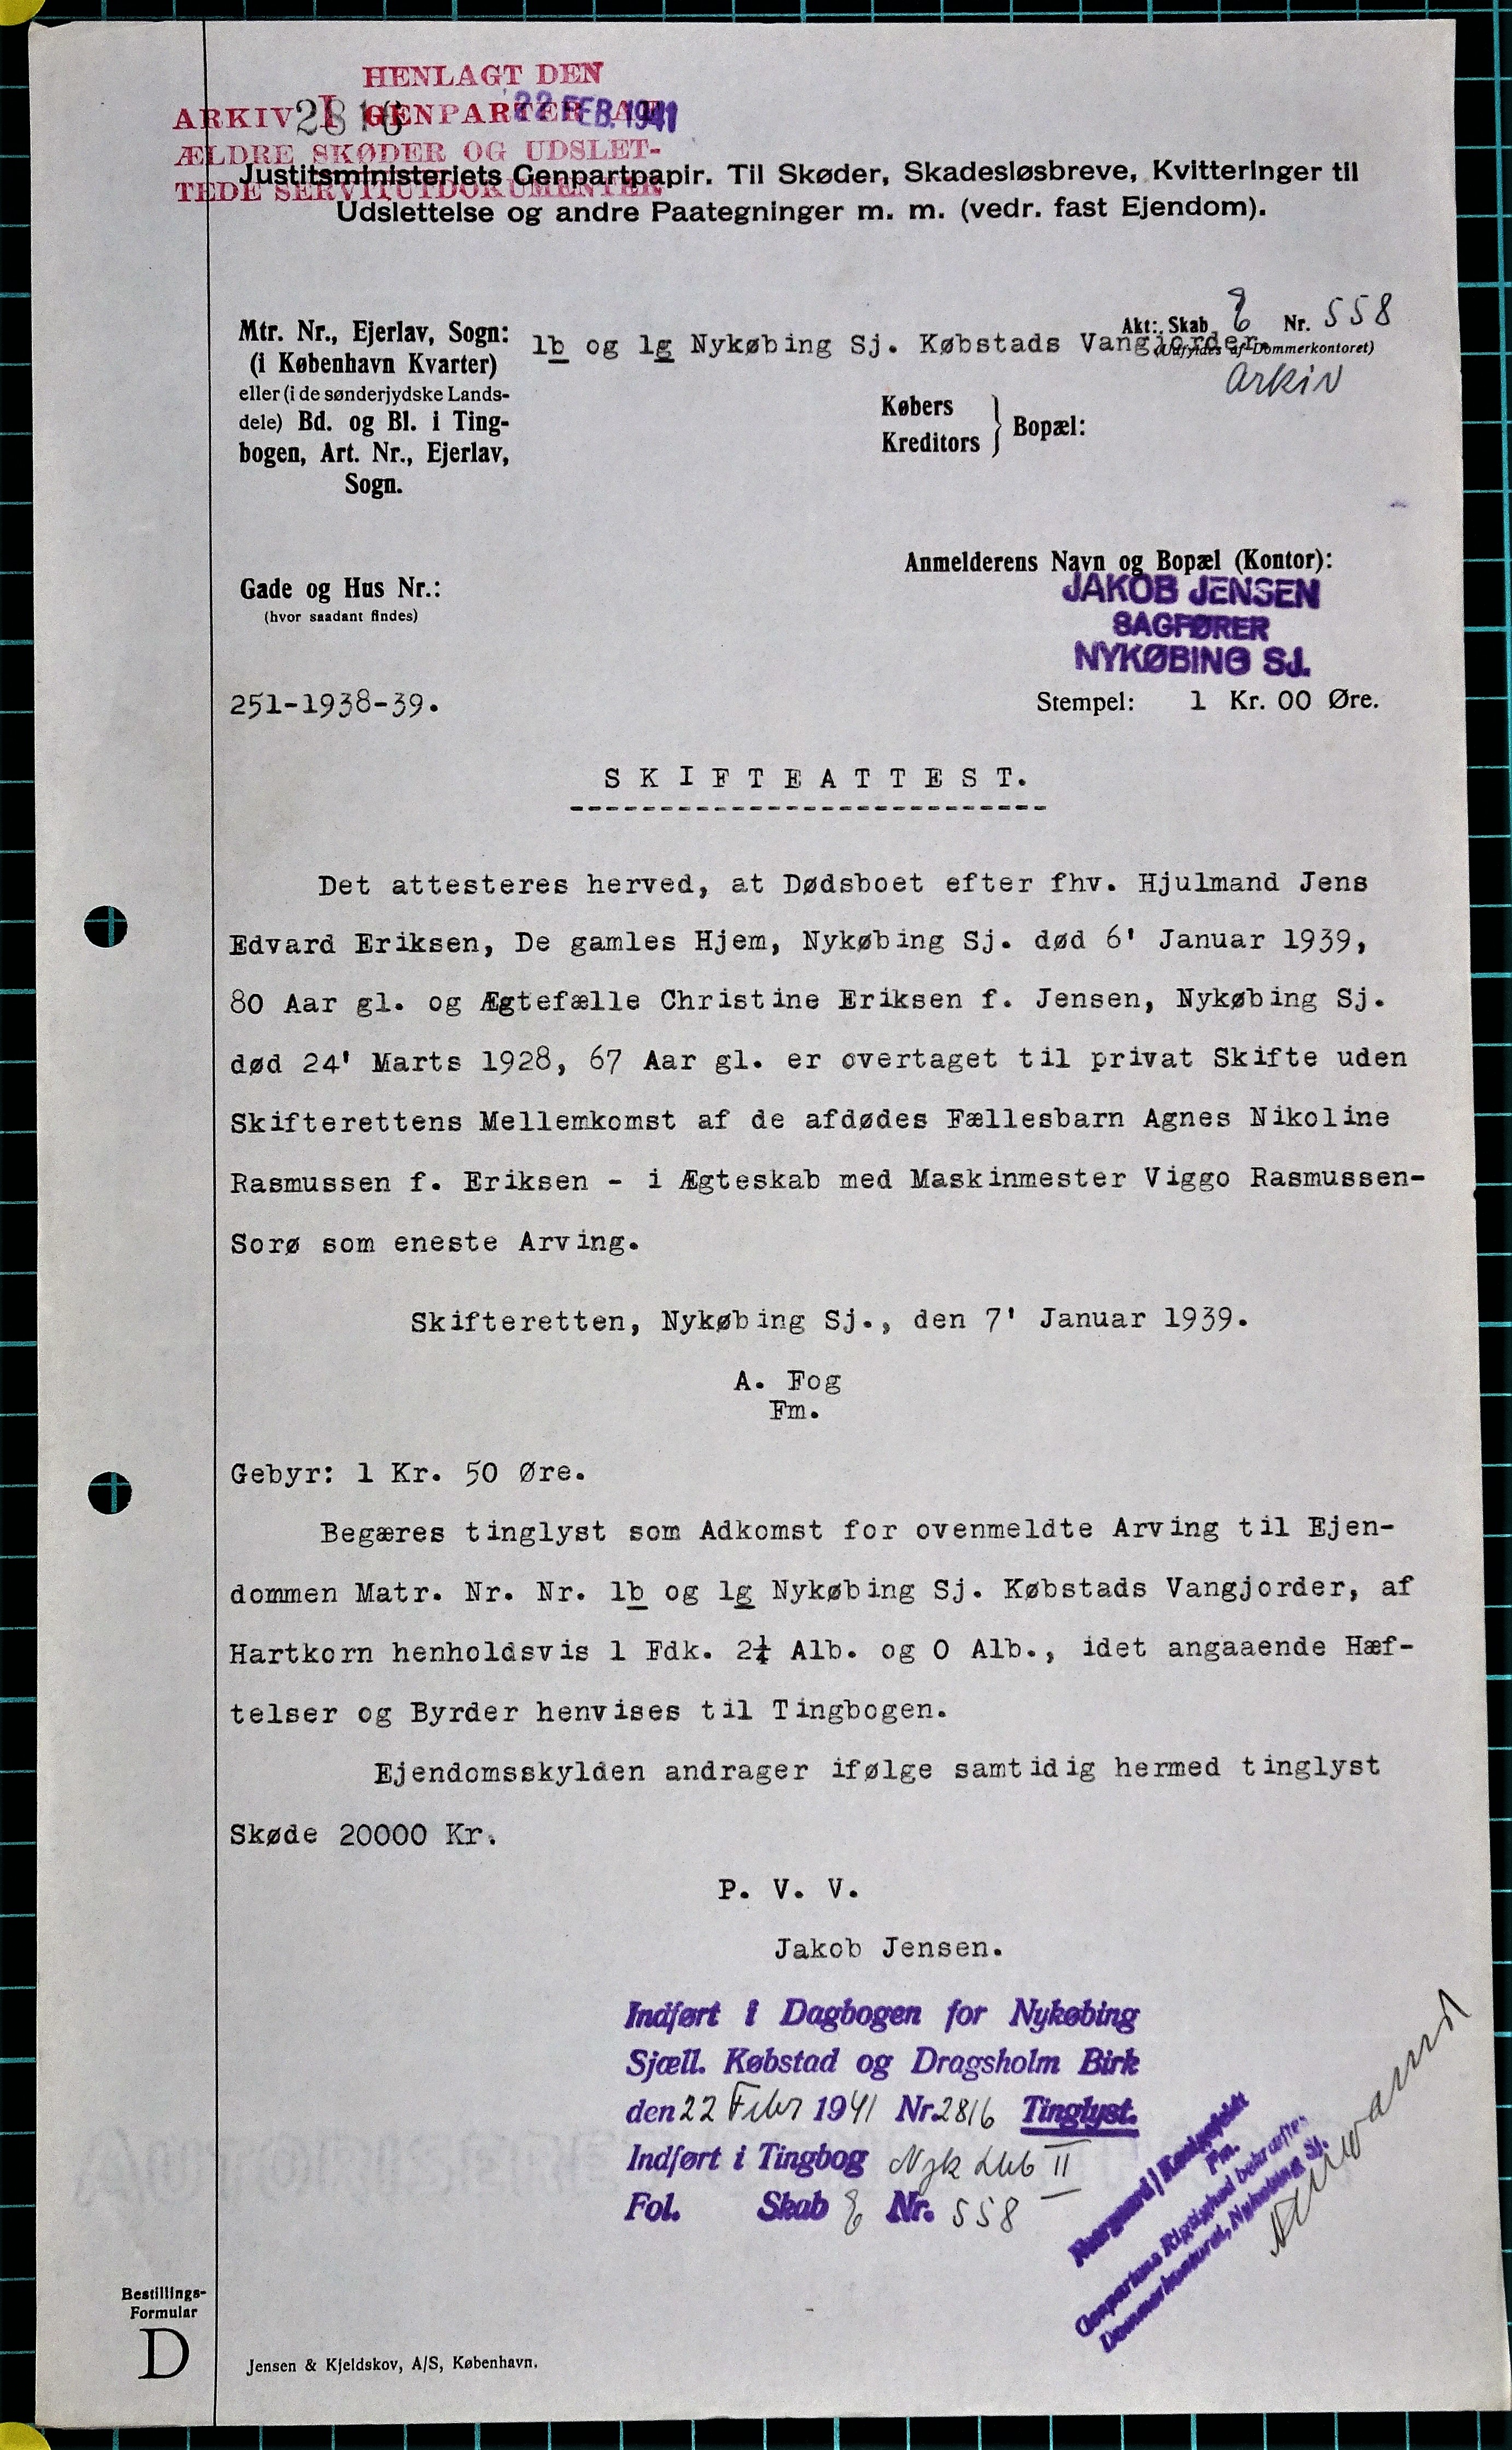 HENLAGT DEN
ARKIV I GENPARTER AF
2816 22 FEB. 1941
ÆLDRE SKØDER OG UDSLET-
TEDE SERVITUTDOKUMENTER
Justitsministeriets Genpartpapir. Til Skøder, Skadesløsbreve, Kvitteringer til
Udslettelse og andre Paategninger m. m. (vedr. fast Ejendom).
Akt: Skab Nr. 558
(Udfyldes af Dommerkontoret)
arkiv
Mtr. Nr., Ejerlav, Sogn: 1b og 1g Nykøbing Sj. Købstads Vangjorder.
(i København Kvarter)
eller (i de sønderjydske Lands-
dele) Bd. og Bl. i Ting-
bogen, Art. Nr., Ejerlav,
Sogn.
Købers
Kreditors } Bopæl:
Gade og Hus Nr.:
(hvor saadant findes)
Anmelderens Navn og Bopæl (Kontor):
JAKOB JENSEN
SAGFØRER
NYKØBING SJ.
251-1938-39.
Stempel: 1 Kr. 00 Øre.
SKIFTEATTEST.
Det attesteres herved, at Dødsboet efter fhv. Hjulmand Jens
Edvard Eriksen, De gamles Hjem, Nykøbing Sj. død 6' Januar 1939,
80 Aar gl. og Ægtefælle Christine Eriksen f. Jensen, Nykøbing Sj.
død 24' Marts 1928, 67 Aar gl. er overtaget til privat Skifte uden
Skifterettens Mellemkomst af de afdødes Fællesbarn Agnes Nikoline
Rasmussen f. Eriksen - i Ægteskab med Maskinmester Viggo Rasmussen-
Sorø som eneste Arving.
Skifteretten, Nykøbing Sj., den 7' Januar 1939.
A. Fog
Fm.
Gebyr: 1 Kr. 50 Øre.
Begæres tinglyst som Adkomst for ovenmeldte Arving til Ejen-
dommen Matr. Nr. Nr. 1b og 1g Nykøbing Sj. Købstads Vangjorder, af
Hartkorn henholdsvis 1 Fdk. 2¼ Alb. og 0 Alb., idet angaaende Hæf-
telser og Byrder henvises til Tingbogen.
Ejendomsskylden andrager ifølge samtidig hermed tinglyst
Skøde 20000 Kr.
P. V. V.
Jakob Jensen.
Indført i Dagbogen for Nykøbing
Sjæll. Købstad og Dragsholm Birk
den 22 Febr 1941 Nr. 2816 Tinglyst.
Indført i Tingbog Nyk II
Fol. Skab Nr. 558
Fm.
Genpartens Rigtighed bekræftes
Dommerkontoret, Nykøbing Sj.
Bestillings-
Formular
D
Jensen & Kjeldskov, A/S, København.